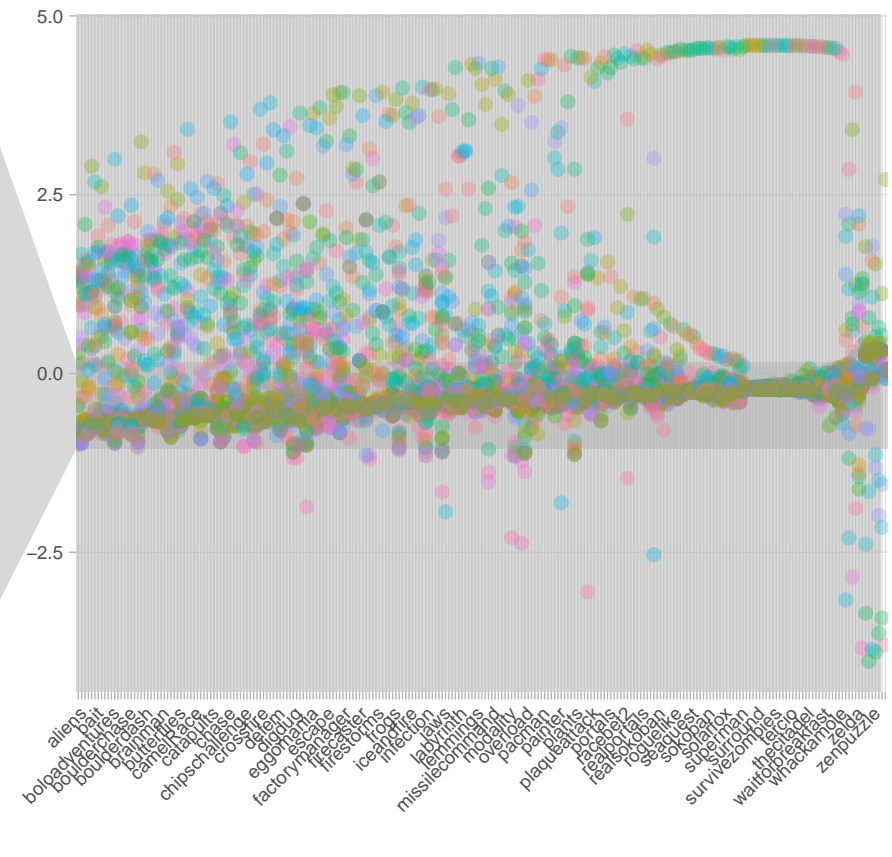 5.0
2.5
0.0
−2.5
aliens
bait
boloadventures
boulderchase
boulderdash
brainman
butterflies
camelRace
catapults
chase
chipschallenge
crossfire
defem
digdug
eggomania
escape
factorymanager
firecaster
firestorms
frogs
iceandfire
infection
jaws
labyrinth
lemmings
missilecommand
modality
overload
pacman
painter
plants
plaqueattack
portals
racebet2
realportals
realsokoban
roguelike
seaquest
sokoban
solarfox
superman
surround
survivezombies
tercio
thecitadel
waitforbreakfast
whackamole
zelda
zenpuzzle